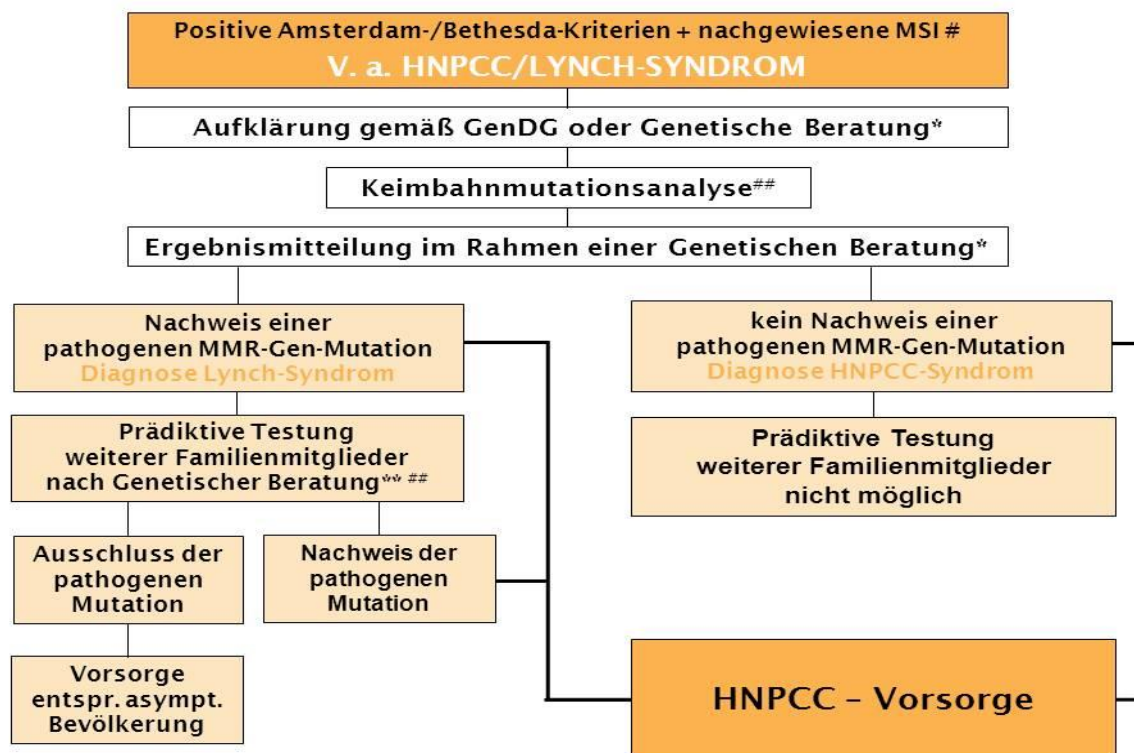 Positive Amsterdam-/Bethesda-Kriterien + nachgewiesene MSI #
V. a. HNPCC/LYNCH-SYNDROM
Aufklärung gemäß GenDG oder Genetische Beratung*
Keimbahnmutationsanalyse##
Ergebnismitteilung im Rahmen einer Genetischen Beratung*
Nachweis einer
pathogenen MMR-Gen-Mutation
Diagnose Lynch-Syndrom
kein Nachweis einer
pathogenen MMR-Gen-Mutation
Diagnose HNPCC-Syndrom
Prädiktive Testung
weiterer Familienmitglieder
nach Genetischer Beratung** ##
Prädiktive Testung
weiterer Familienmitglieder
nicht möglich
Ausschluss der
pathogenen
Mutation
Nachweis der
pathogenen
Mutation
Vorsorge
entspr. asympt.
Bevölkerung
HNPCC – Vorsorge